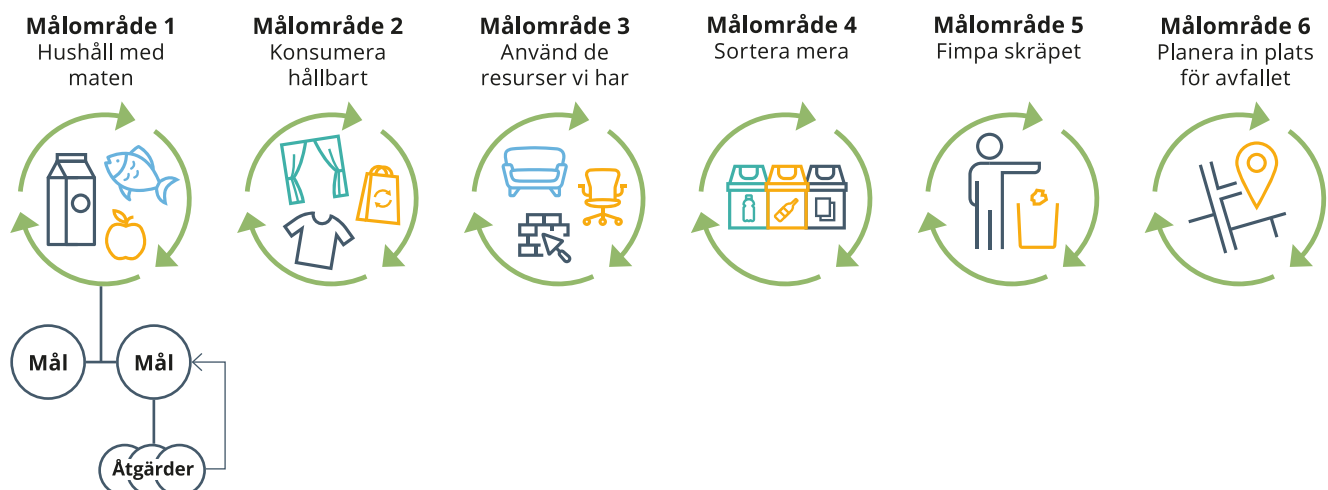 Målområde 1
Hushåll med
maten
Målområde 2
Konsumera
hållbart
Målområde 3
Använd de
resurser vi har
Målområde 4
Sortera mera
Målområde 5
Fimpa skräpet
Målområde 6
Planera in plats
för avfallet
Mål
Mål
Åtgärder